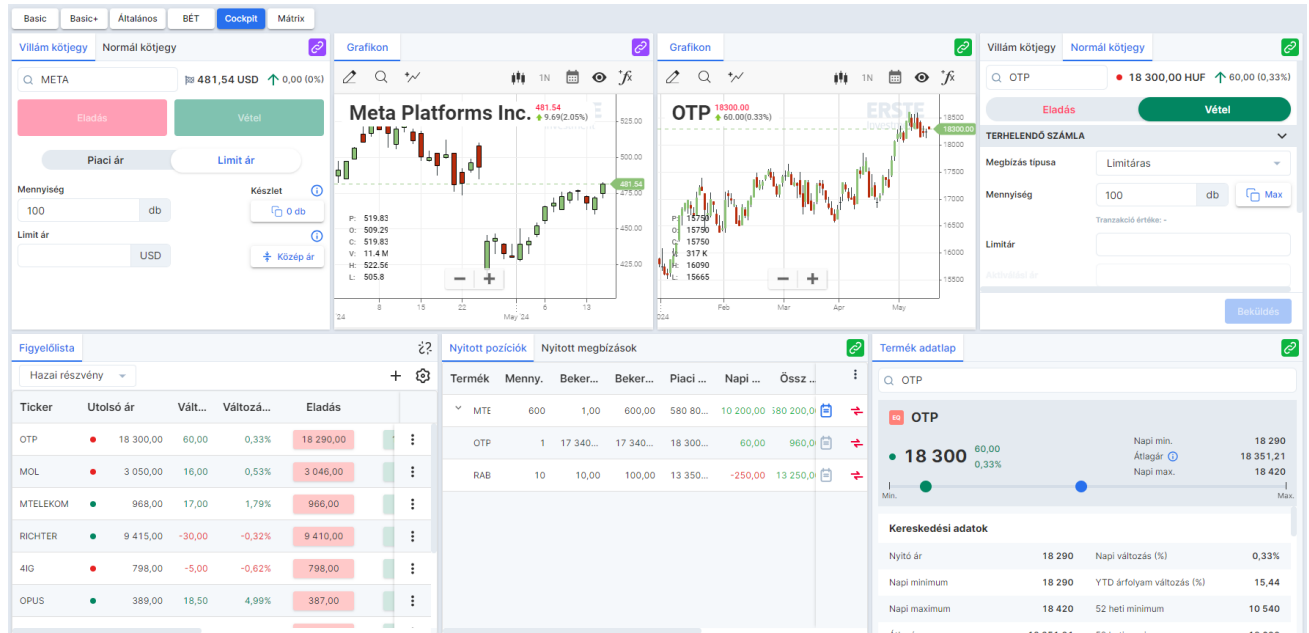 Basic Basic+ Általános BÉT Cockpit Mátrix
Villám kötjegy Normál kötjegy
META 481,54 USD 0,00 (0%)
Eladás Vétel
Piaci ár Limit ár
Mennyiség Készlet
100 db 0 db
Limit ár
USD Közép ár
Grafikon
1N
Meta Platforms Inc. 481.54
9.69(2.05%)
525.00
500.00
481.54
475.00
450.00
425.00
P: 519.83
O: 509.29
C: 519.83
V: 11.4 M
H: 522.56
L: 505.8
24 8 15 22 May '24 6 13
Grafikon
1N
OTP 18300.00
60.00(0.33%)
ERSTE
18500
18300.00
18000
17500
17000
16500
16000
15500
P: 15750
O: 15750
C: 15750
V: 317 K
H: 16090
L: 15665
2024 Feb Mar Apr May
Villám kötjegy Normál kötjegy
OTP 18 300,00 HUF 60,00 (0,33%)
Eladás Vétel
TERHELENDŐ SZÁMLA
Megbízás típusa Limitáras
Mennyiség 100 db Max
Tranzakció értéke: -
Limitár
Aktiválási ár
Beküldés
Figyelőlista
Hazai részvény
Ticker Utolsó ár Vált... Változá... Eladás
OTP 18 300,00 60,00 0,33% 18 290,00
MOL 3 050,00 16,00 0,53% 3 046,00
MTELEKOM 968,00 17,00 1,79% 966,00
RICHTER 9 415,00 -30,00 -0,32% 9 410,00
4IG 798,00 -5,00 -0,62% 798,00
OPUS 389,00 18,50 4,99% 387,00
Nyitott pozíciók Nyitott megbízások
Termék Menny. Beker... Beker... Piaci ... Napi ... Össz ...
MTE 600 1,00 600,00 580 80... 10 200,00 580 200,0
OTP 1 17 340... 17 340... 18 300... 60,00 960,0
RAB 10 10,00 100,00 13 350... -250,00 13 250,0
Termék adatlap
OTP
EQ OTP
18 300 60,00
0,33%
Napi min. 18 290
Átlagár 18 351,21
Napi max. 18 420
Min. Max.
Kereskedési adatok
Nyitó ár 18 290 Napi változás (%) 0,33%
Napi minimum 18 290 YTD árfolyam változás (%) 15,44
Napi maximum 18 420 52 heti minimum 10 540